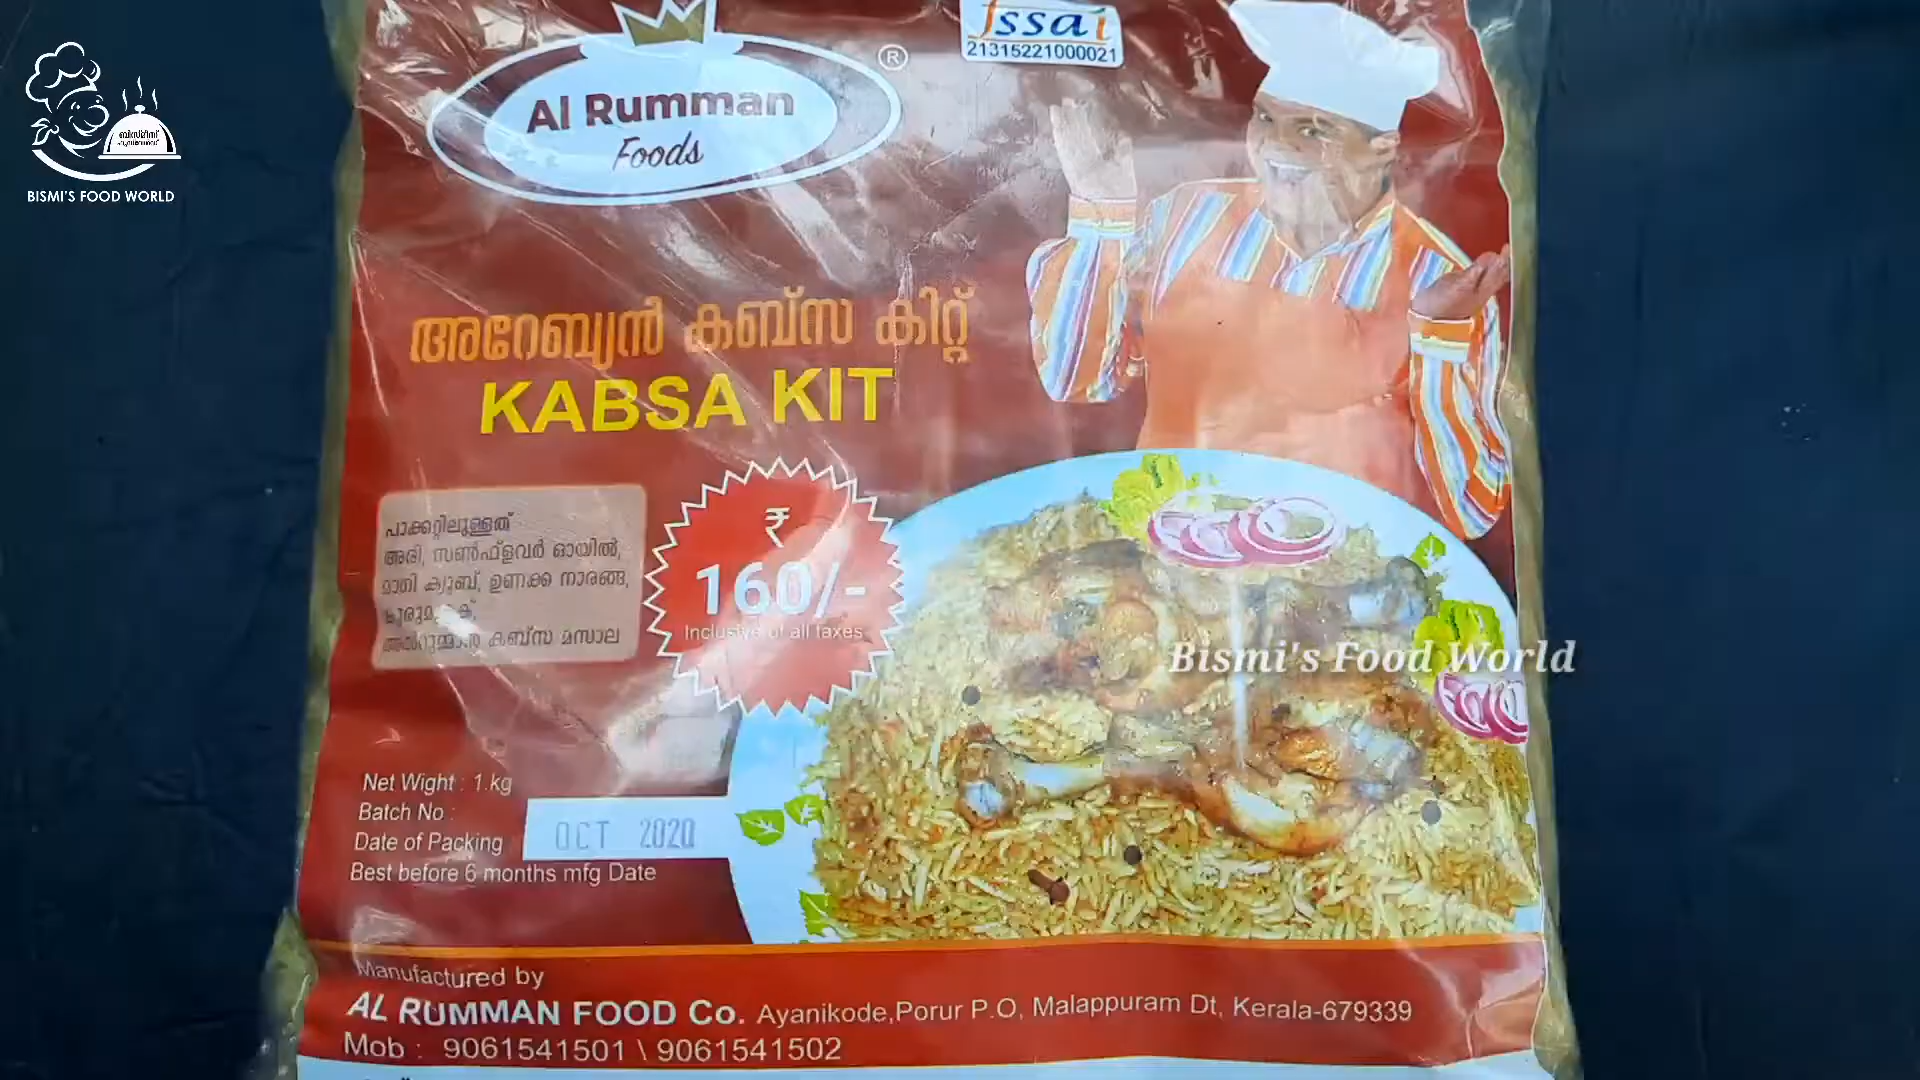 fssai
21315221000021
Al Rumman
®
Foods
ബിസ്മീസ്
BISMI'S FOOD WORLD
അറേബ്യൻ കബ്സ കിറ്റ്
KABSA KIT
പാക്കറ്റിലുള്ളത്
അരി, സൺഫ്ളവർ ഓയിൽ,
മാഗി ക്യൂബ്, ഉണക്ക നാരങ്ങ,
അൽറുമ്മാൻ കബ്സ മസാല
₹
160/-
Inclusive of all taxes
Bismi's Food World
Net Wight : 1.kg
Batch No :
Date of Packing
OCT 2020
Best before 6 months mfg Date
Manufactured by
AL RUMMAN FOOD Co. Ayanikode,Porur P.O, Malappuram Dt, Kerala-679339
Mob : 9061541501 \ 9061541502